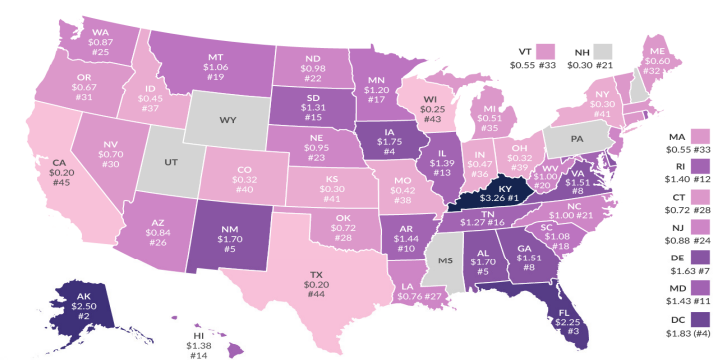 WA
$0.87
#25
OR
$0.67
#31
CA
$0.20
#45
NV
$0.70
#30
ID
$0.45
#37
MT
$1.06
#19
WY
UT
AZ
$0.84
#26
CO
$0.32
#40
NM
$1.70
#5
ND
$0.98
#22
SD
$1.31
#15
NE
$0.95
#23
KS
$0.30
#41
OK
$0.72
#28
TX
$0.20
#44
MN
$1.20
#17
IA
$1.75
#4
MO
$0.42
#38
AR
$1.44
#10
LA
$0.76 #27
WI
$0.25
#43
IL
$1.39
#13
MS
MI
$0.51
#35
IN
$0.47
#36
OH
$0.32
#39
KY
$3.26 #1
TN
$1.27 #16
AL
$1.70
#5
GA
$1.51
#8
FL
$2.25
#3
SC
$1.08
#18
NC
$1.00 #21
WV
$1.00
#20
VA
$1.51
#8
PA
NY
$0.30
#41
ME
$0.60
#32
VT
$0.55 #33
NH
$0.30 #21
MA
$0.55 #33
RI
$1.40 #12
CT
$0.72 #28
NJ
$0.88 #24
DE
$1.63 #7
MD
$1.43 #11
DC
$1.83 (#4)
AK
$2.50
#2
HI
$1.38
#14